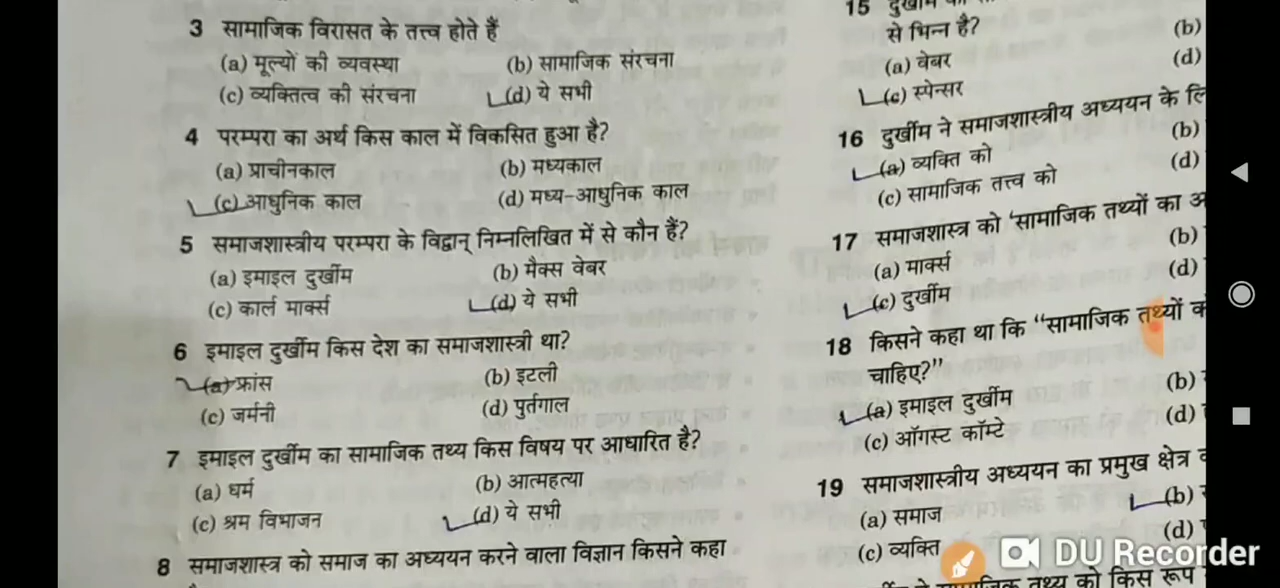 3 सामाजिक विरासत के तत्त्व होते हैं
(a) मूल्यों की व्यवस्था (b) सामाजिक संरचना
(c) व्यक्तित्व की संरचना (d) ये सभी
4 परम्परा का अर्थ किस काल में विकसित हुआ है?
(a) प्राचीनकाल (b) मध्यकाल
(c) आधुनिक काल (d) मध्य-आधुनिक काल
5 समाजशास्त्रीय परम्परा के विद्वान् निम्नलिखित में से कौन हैं?
(a) इमाइल दुर्खीम (b) मैक्स वेबर
(c) कार्ल मार्क्स (d) ये सभी
6 इमाइल दुर्खीम किस देश का समाजशास्त्री था?
(a) फ्रांस (b) इटली
(c) जर्मनी (d) पुर्तगाल
7 इमाइल दुर्खीम का सामाजिक तथ्य किस विषय पर आधारित है?
(a) धर्म (b) आत्महत्या
(c) श्रम विभाजन (d) ये सभी
8 समाजशास्त्र को समाज का अध्ययन करने वाला विज्ञान किसने कहा
15
से भिन्न है?
(a) वेबर (b)
(c) स्पेन्सर (d)
16 दुर्खीम ने समाजशास्त्रीय अध्ययन के
(a) व्यक्ति को (b)
(c) सामाजिक तत्त्व को (d)
17 समाजशास्त्र को ‘सामाजिक तथ्यों का
(a) मार्क्स (b)
(c) दुर्खीम (d)
18 किसने कहा था कि “सामाजिक तथ्यों
चाहिए?”
(a) इमाइल दुर्खीम (b)
(c) ऑगस्ट कॉम्टे (d)
19 समाजशास्त्रीय अध्ययन का प्रमुख क्षेत्र
(a) समाज (b)
(c) व्यक्ति (d)
तथ्य को किस रूप
DU Recorder